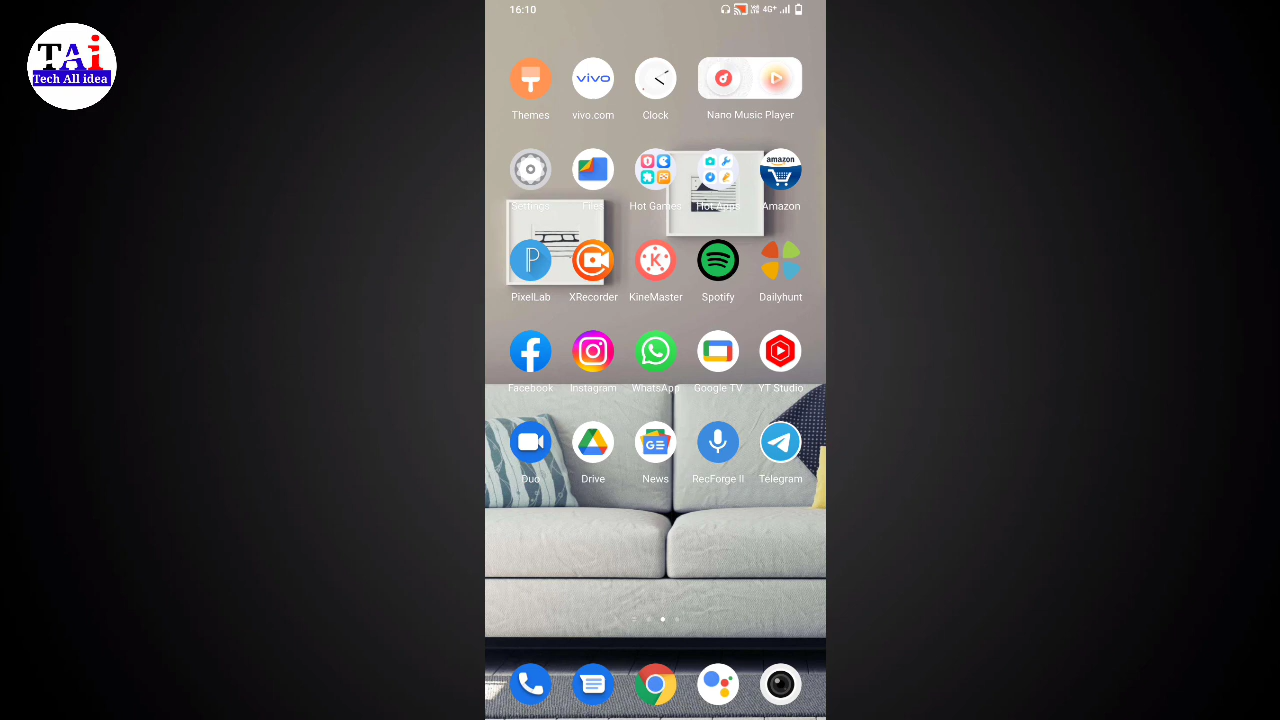 TAi
Tech All idea
16:10
4G+
vivo
Themes
vivo.com
Clock
Nano Music Player
amazon
Settings
Files
Hot Games
Hot Apps
Amazon
PixelLab
XRecorder
KineMaster
Spotify
Dailyhunt
Facebook
Instagram
WhatsApp
Google TV
YT Studio
Duo
Drive
News
RecForge II
Telegram